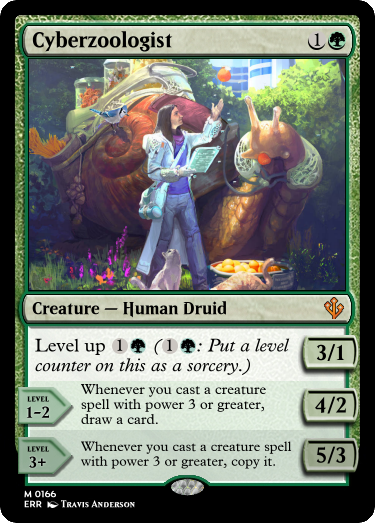 Cyberzoologist 1
Creature — Human Druid
Level up 1 ( 1 : Put a level
counter on this as a sorcery.)
3/1
LEVEL
1-2
Whenever you cast a creature
spell with power 3 or greater,
draw a card.
4/2
LEVEL
3+
Whenever you cast a creature spell
with power 3 or greater, copy it.
5/3
M 0166
ERR Travis Anderson